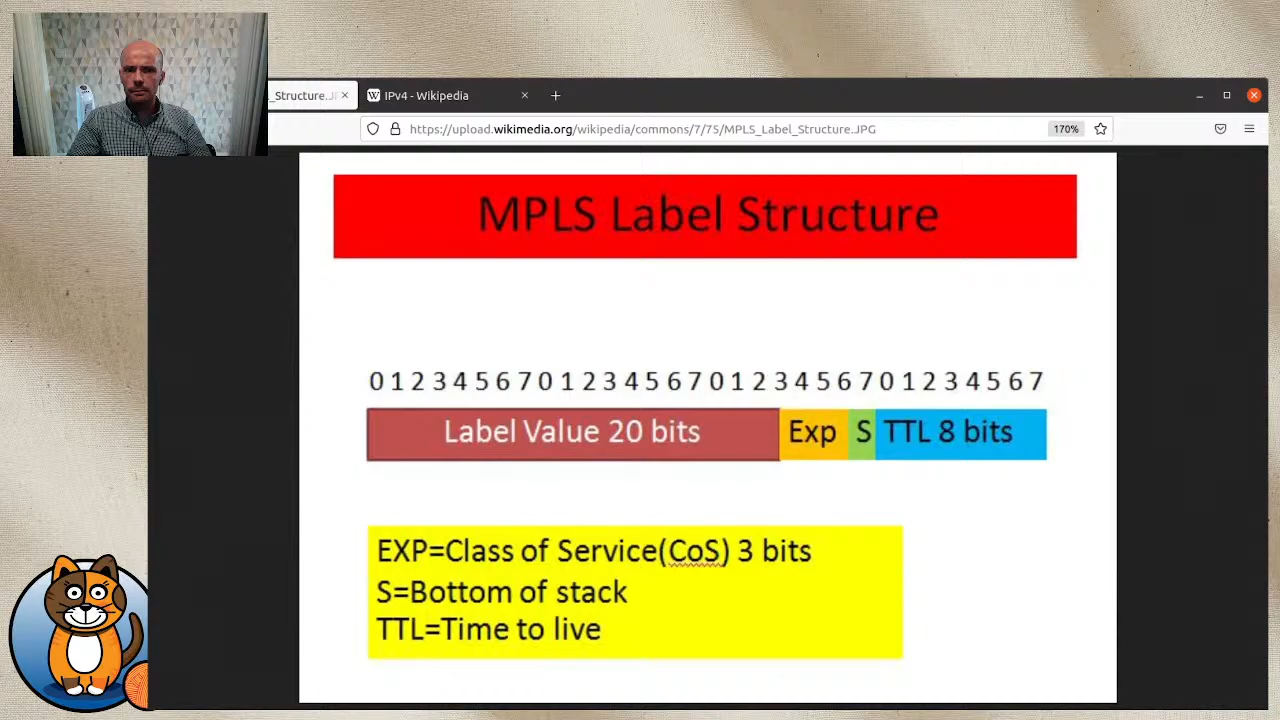 _Structure.JP
IPv4 - Wikipedia
https://upload.wikimedia.org/wikipedia/commons/7/75/MPLS_Label_Structure.JPG
170%
MPLS Label Structure
0 1 2 3 4 5 6 7 0 1 2 3 4 5 6 7 0 1 2 3 4 5 6 7 0 1 2 3 4 5 6 7
Label Value 20 bits Exp S TTL 8 bits
EXP=Class of Service(CoS) 3 bits
S=Bottom of stack
TTL=Time to live